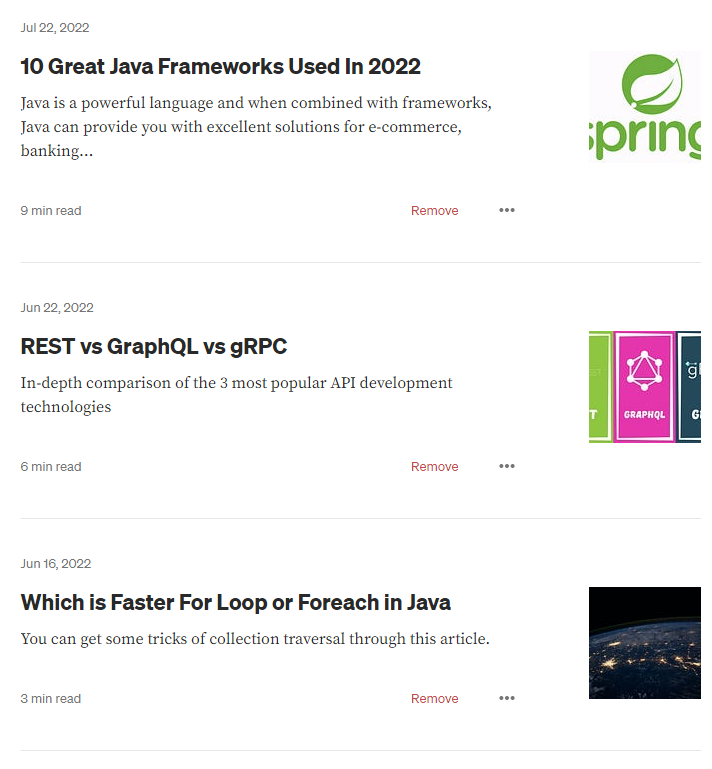 Jul 22, 2022
10 Great Java Frameworks Used In 2022
Java is a powerful language and when combined with frameworks,
Java can provide you with excellent solutions for e-commerce,
banking...
spring
9 min read
Remove
Jun 22, 2022
REST vs GraphQL vs gRPC
In-depth comparison of the 3 most popular API development
technologies
T
GRAPHQL
G
6 min read
Remove
Jun 16, 2022
Which is Faster For Loop or Foreach in Java
You can get some tricks of collection traversal through this article.
3 min read
Remove